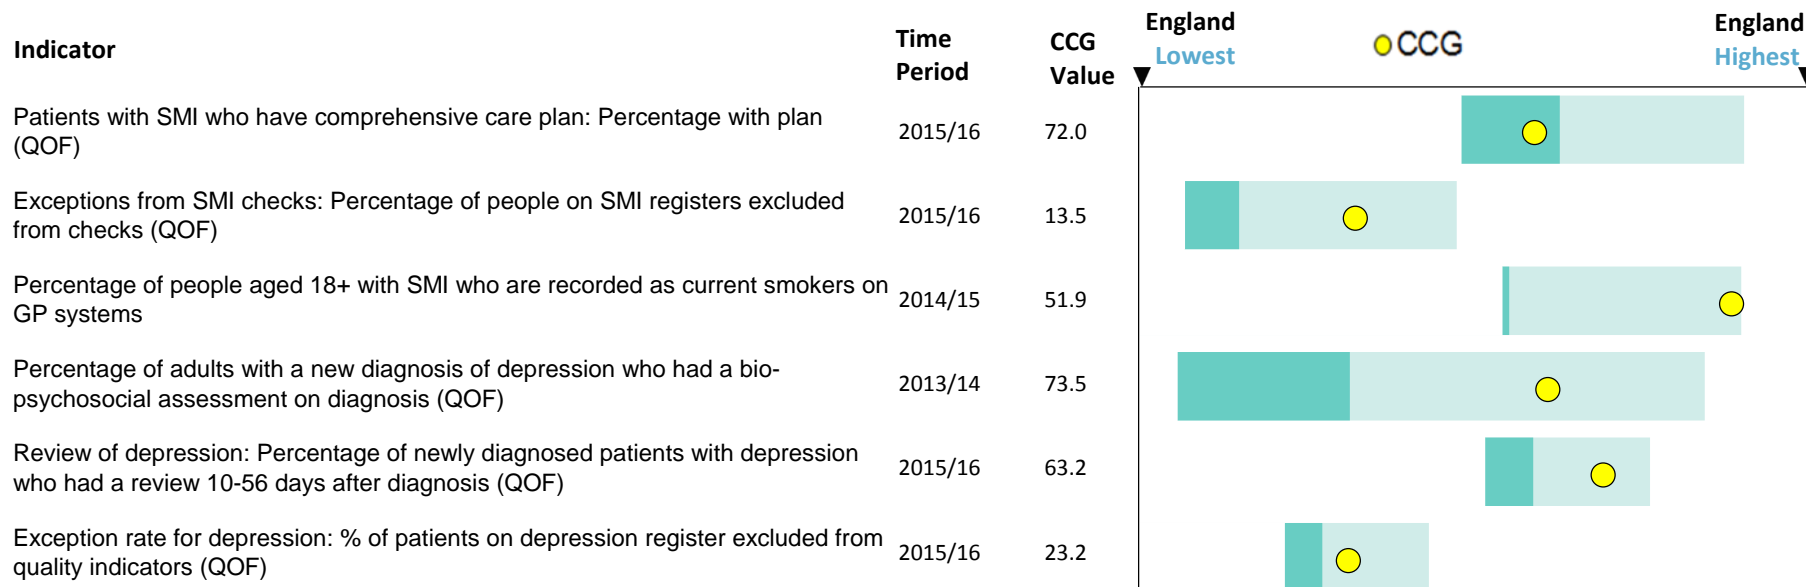 Indicator
Time Period
CCG Value
England Lowest
CCG
England Highest
Patients with SMI who have comprehensive care plan: Percentage with plan
(QOF)
2015/16
72.0
Exceptions from SMI checks: Percentage of people on SMI registers excluded
from checks (QOF)
2015/16
13.5
Percentage of people aged 18+ with SMI who are recorded as current smokers on
GP systems
2014/15
51.9
Percentage of adults with a new diagnosis of depression who had a bio-
psychosocial assessment on diagnosis (QOF)
2013/14
73.5
Review of depression: Percentage of newly diagnosed patients with depression
who had a review 10-56 days after diagnosis (QOF)
2015/16
63.2
Exception rate for depression: % of patients on depression register excluded from
quality indicators (QOF)
2015/16
23.2